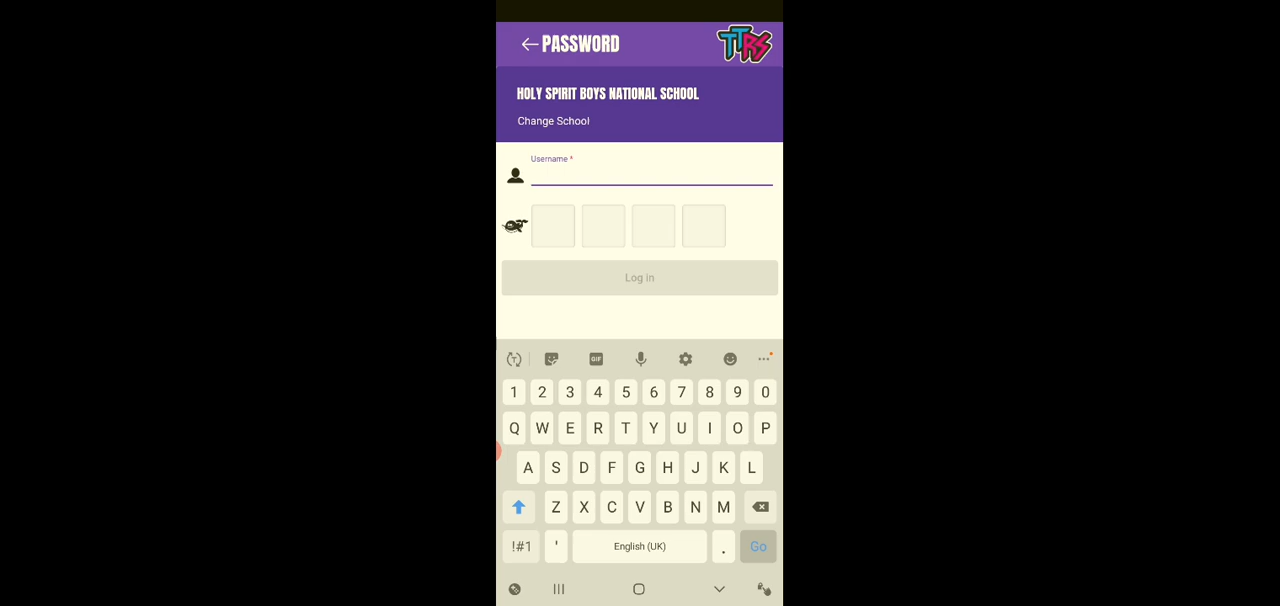 PASSWORD
TTRS
HOLY SPIRIT BOYS NATIONAL SCHOOL
Change School
Username *
Log in
T GIF
1 2 3 4 5 6 7 8 9 0
Q W E R T Y U I O P
A S D F G H J K L
Z X C V B N M
!#1 ' English (UK) . Go